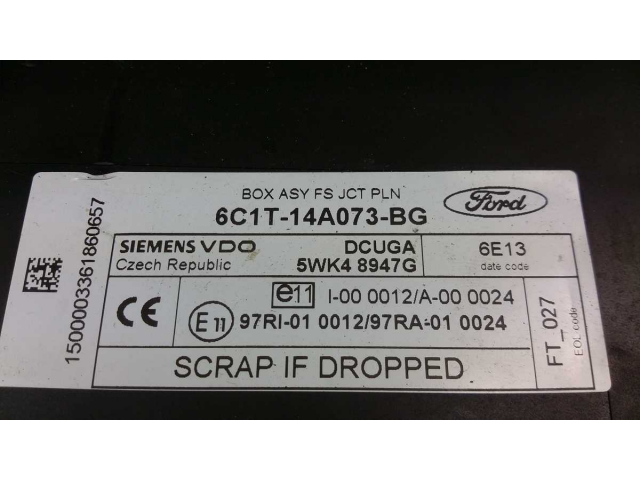 BOX ASY FS JCT PLN
6C1T-14A073-BG
Ford
SIEMENS VDO
Czech Republic
DCUGA
5WK4 8947G
6E13
date code
e11 I-00 0012/A-00 0024
CE
E11 97RI-01 0012/97RA-01 0024
SCRAP IF DROPPED
FT_027
EOL code
1500003361860657